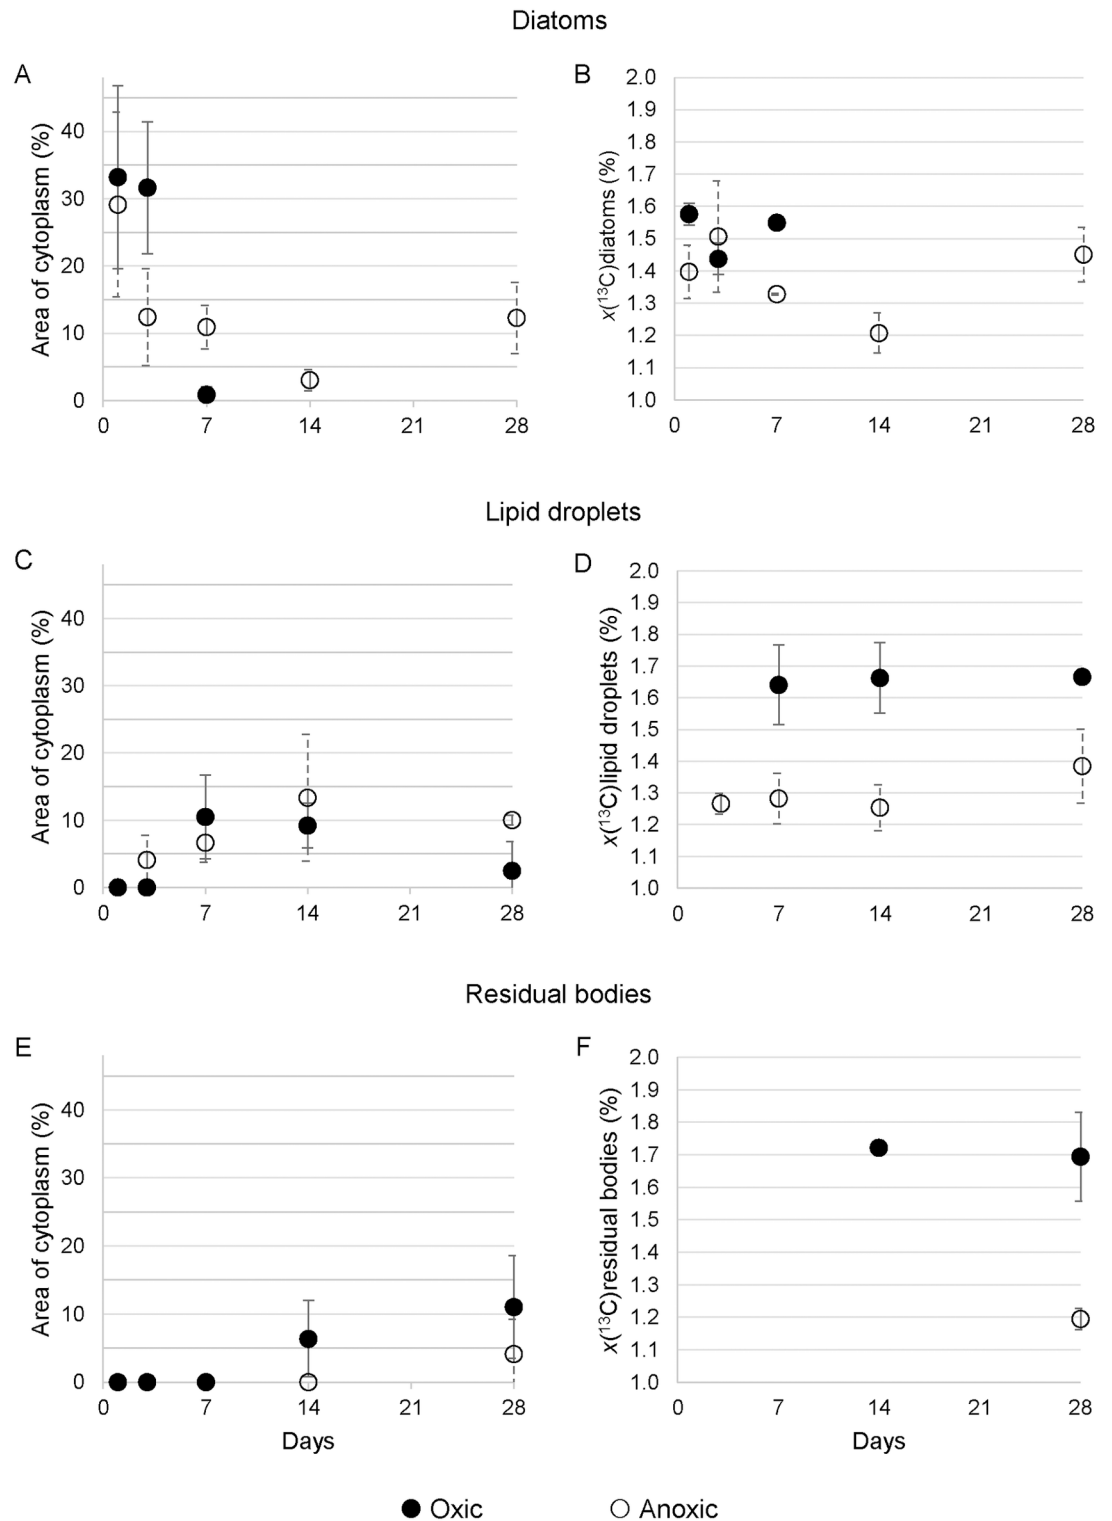 Diatoms
A
B
Area of cytoplasm (%)
40
30
20
10
0
0 7 14 21 28
x(¹³C)diatoms (%)
2.0
1.9
1.8
1.7
1.6
1.5
1.4
1.3
1.2
1.1
1.0
0 7 14 21 28
Lipid droplets
C
D
Area of cytoplasm (%)
40
30
20
10
0
0 7 14 21 28
x(¹³C)lipid droplets (%)
2.0
1.9
1.8
1.7
1.6
1.5
1.4
1.3
1.2
1.1
1.0
0 7 14 21 28
Residual bodies
E
F
Area of cytoplasm (%)
40
30
20
10
0
0 7 14 21 28
Days
x(¹³C)residual bodies (%)
2.0
1.9
1.8
1.7
1.6
1.5
1.4
1.3
1.2
1.1
1.0
0 7 14 21 28
Days
Oxic
Anoxic